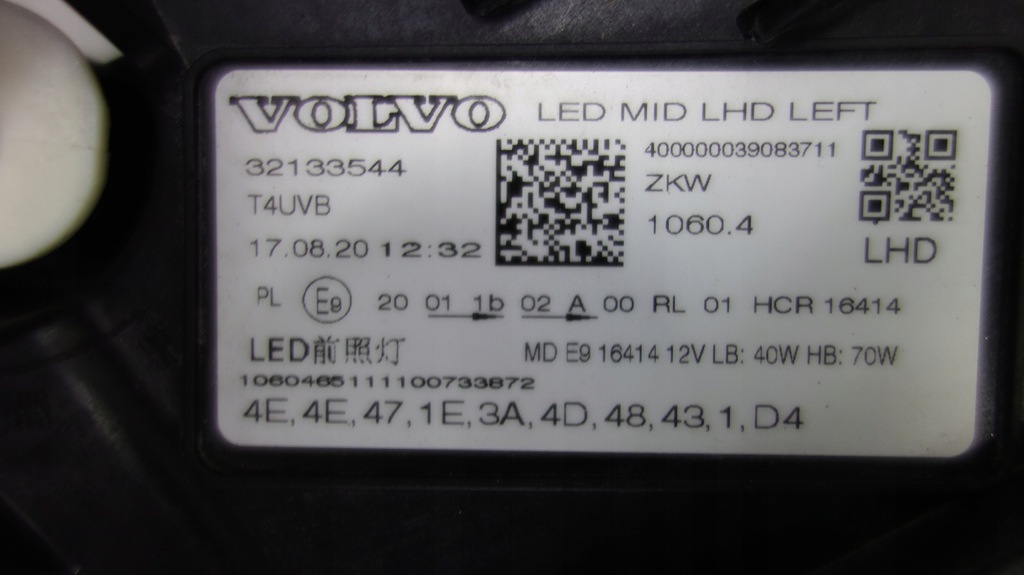 VOLVO LED MID LHD LEFT
32133544
400000039083711
T4UVB
ZKW
17.08.20 12:32
1060.4
LHD
PL E9 20 01 1b 02 A 00 RL 01 HCR 16414
LED前照灯 MD E9 16414 12V LB: 40W HB: 70W
1060465111100733872
4E, 4E, 47, 1E, 3A, 4D, 48, 43, 1, D4